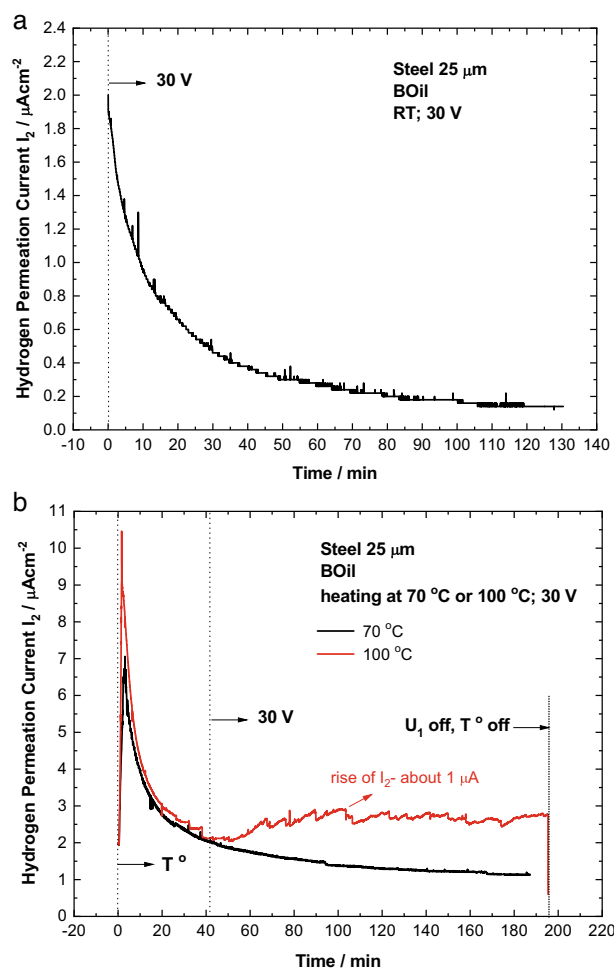 a
Hydrogen Permeation Current I₂ / μAcm⁻²
2.4
2.2
2.0
1.8
1.6
1.4
1.2
1.0
0.8
0.6
0.4
0.2
0.0
30 V
Steel 25 μm
BOil
RT; 30 V
-10 0 10 20 30 40 50 60 70 80 90 100 110 120 130 140
Time / min
b
Hydrogen Permeation Current I₂ / μAcm⁻²
11
10
9
8
7
6
5
4
3
2
1
0
Steel 25 μm
BOil
heating at 70 °C or 100 °C; 30 V
70 °C
100 °C
30 V
U₁ off, T° off
rise of I₂- about 1 μA
T°
-20 0 20 40 60 80 100 120 140 160 180 200 220
Time / min